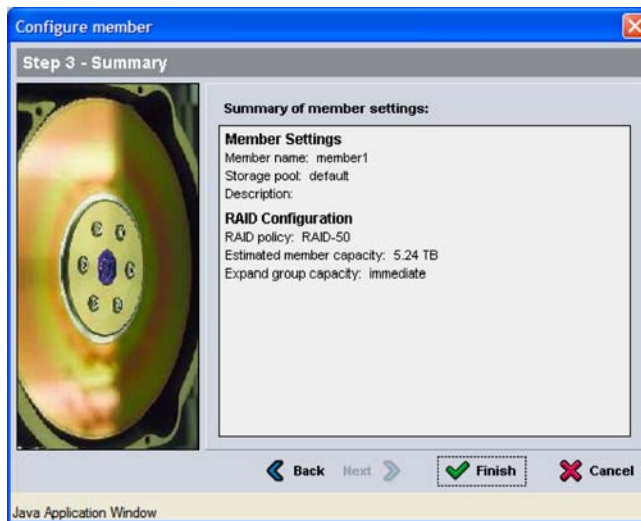 Configure member
Step 3 - Summary
Summary of member settings:
Member Settings
Member name: member1
Storage pool: default
Description:
RAID Configuration
RAID policy: RAID-50
Estimated member capacity: 5.24 TB
Expand group capacity: immediate
Back Next Finish Cancel
Java Application Window